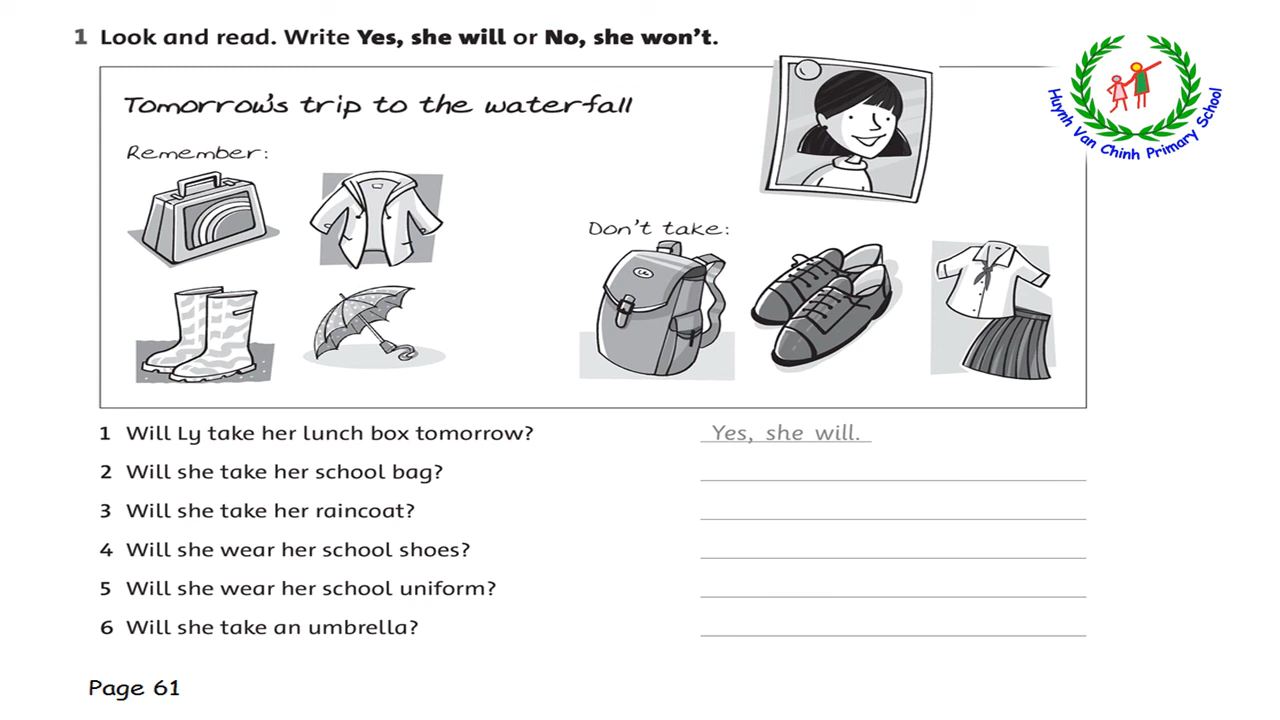 1 Look and read. Write Yes, she will or No, she won't.
Tomorrow's trip to the waterfall
Remember:
Don't take:
Huynh Van Chinh Primary School
1 Will Ly take her lunch box tomorrow? Yes, she will.
2 Will she take her school bag?
3 Will she take her raincoat?
4 Will she wear her school shoes?
5 Will she wear her school uniform?
6 Will she take an umbrella?
Page 61